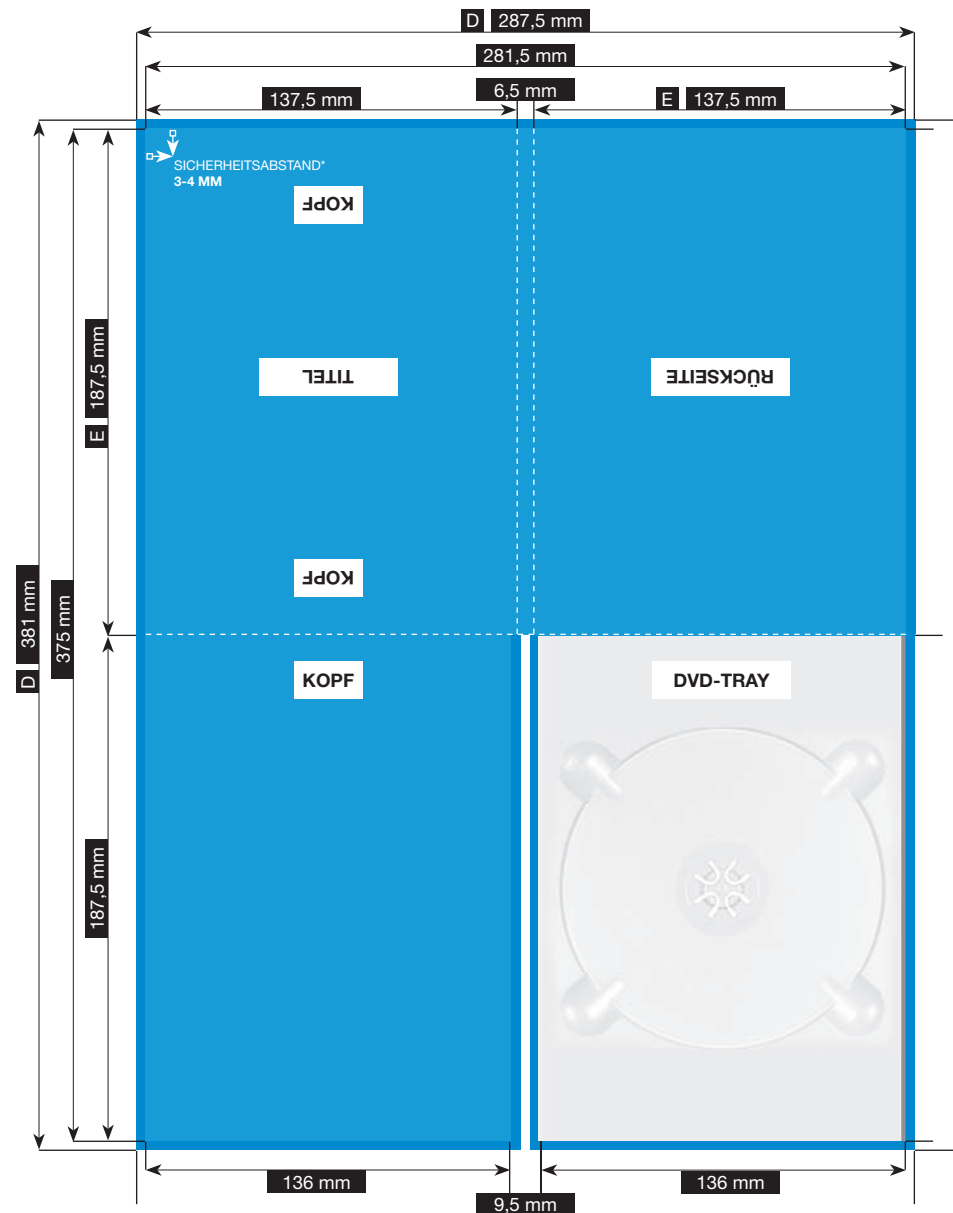 D 287,5 mm
281,5 mm
137,5 mm
6,5 mm
E 137,5 mm
SICHERHEITSABSTAND*
3-4 MM
KOPF
E 187,5 mm
TITEL
RÜCKSEITE
KOPF
D 381 mm
375 mm
KOPF
DVD-TRAY
187,5 mm
136 mm
136 mm
9,5 mm